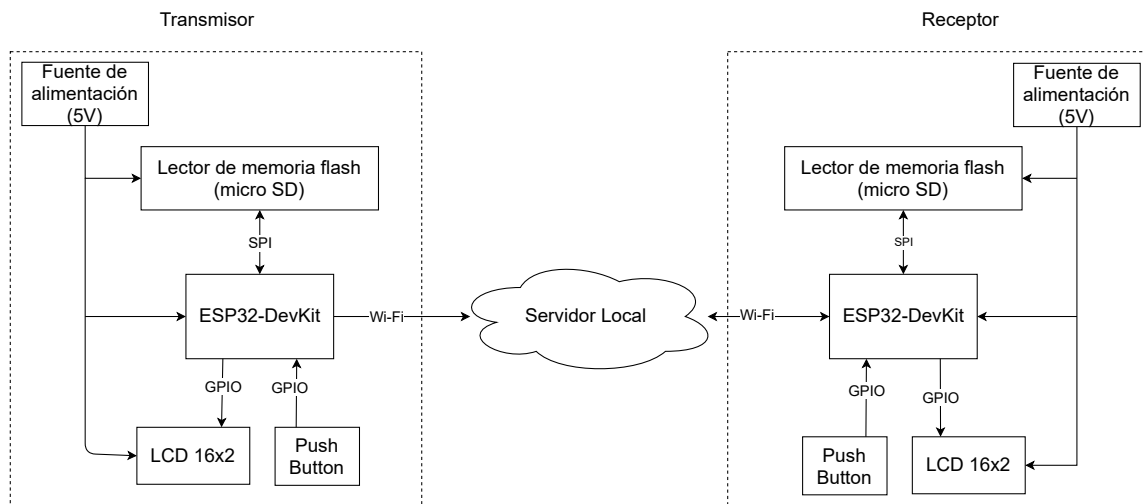 Transmisor
Receptor
Fuente de
alimentación
(5V)
Lector de memoria flash
(micro SD)
SPI
ESP32-DevKit
Wi-Fi
GPIO
GPIO
LCD 16x2
Push
Button
Servidor Local
Fuente de
alimentación
(5V)
Lector de memoria flash
(micro SD)
SPI
Wi-Fi
ESP32-DevKit
GPIO
GPIO
Push
Button
LCD 16x2